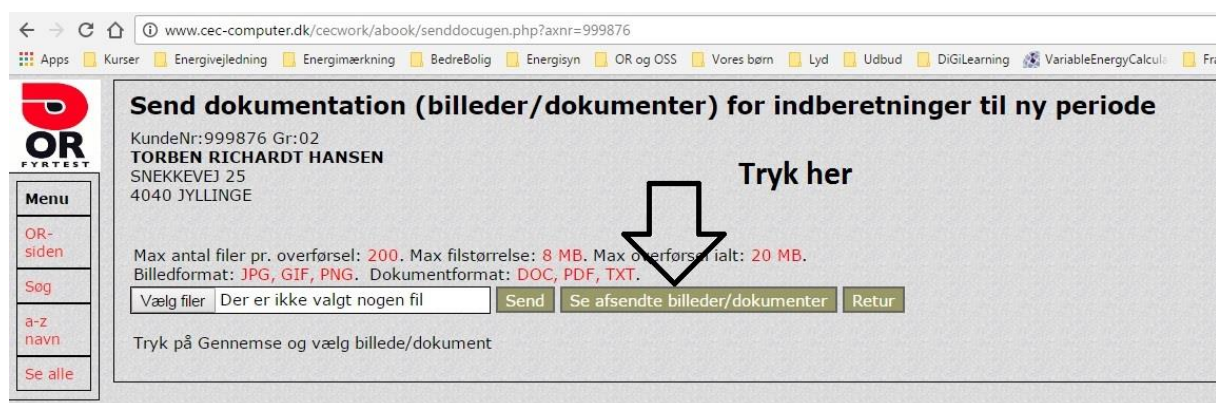 www.cec-computer.dk/cecwork/abook/senddocugen.php?axnr=999876
Apps Kurser Energivejledning Energimærkning BedreBolig Energisyn OR og OSS Vores børn Lyd Udbud DiGiLearning VariableEnergyCalcula Fra
OR
FYRTEST
Menu
OR-
siden
Søg
a-z
navn
Se alle
Send dokumentation (billeder/dokumenter) for indberetninger til ny periode
KundeNr:999876 Gr:02
TORBEN RICHARDT HANSEN
SNEKKEVEJ 25
4040 JYLLINGE
Tryk her
Max antal filer pr. overførsel: 200. Max filstørrelse: 8 MB. Max overførsel ialt: 20 MB.
Billedformat: JPG, GIF, PNG. Dokumentformat: DOC, PDF, TXT.
Vælg filer Der er ikke valgt nogen fil Send Se afsendte billeder/dokumenter Retur
Tryk på Gennemse og vælg billede/dokument